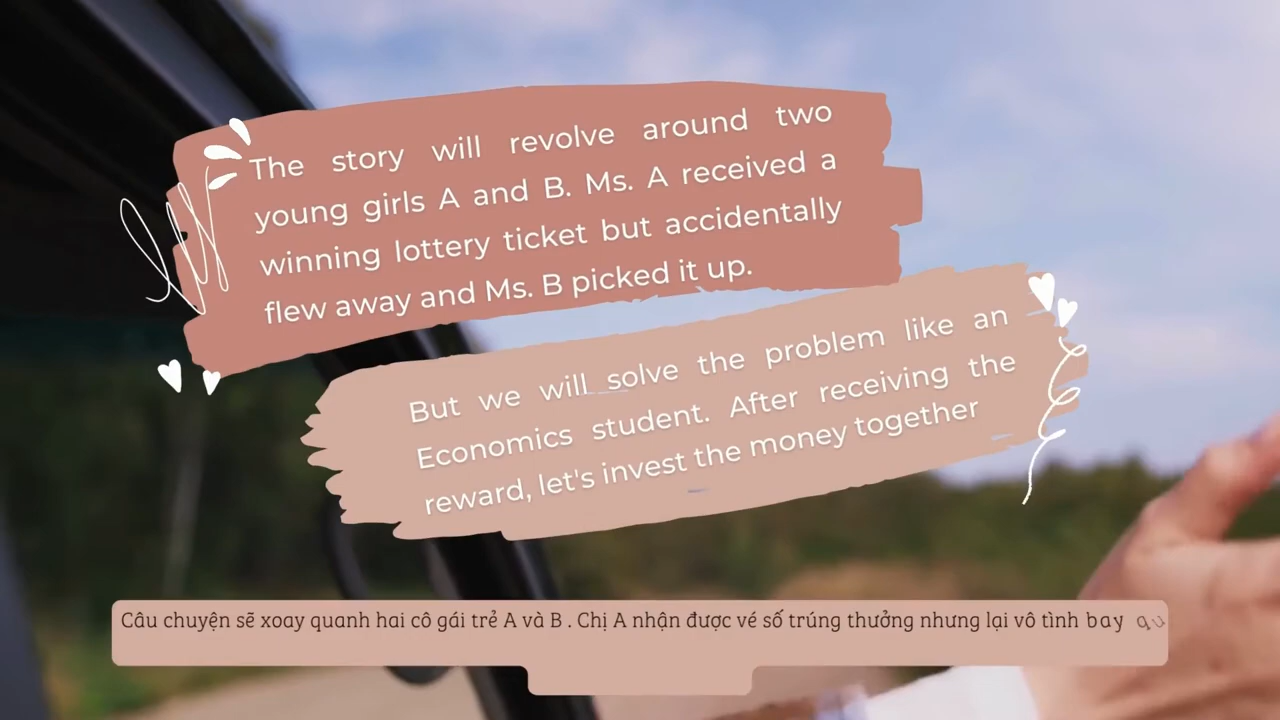 The story will revolve around two
young girls A and B. Ms. A received a
winning lottery ticket but accidentally
flew away and Ms. B picked it up.
But we will solve the problem like an
Economics student. After receiving the
reward, let's invest the money together
Câu chuyện sẽ xoay quanh hai cô gái trẻ A và B . Chị A nhận được vé số trúng thưởng nhưng lại vô tình bay